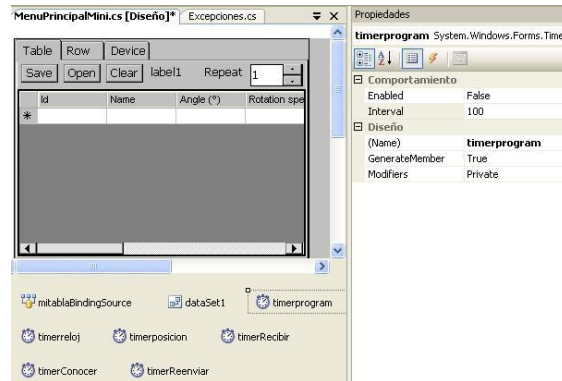 MenuPrincipalMini.cs [Diseño]* Excepciones.cs
Table Row Device
Save Open Clear label1 Repeat 1
Id Name Angle (º) Rotation spe
mitablaBindingSource dataSet1 timerprogram
timerreloj timerposicion timerRecibir
timerConocer timerReenviar
Propiedades
timerprogram System.Windows.Forms.Time
Comportamiento
Enabled False
Interval 100
Diseño
(Name) timerprogram
GenerateMember True
Modifiers Private